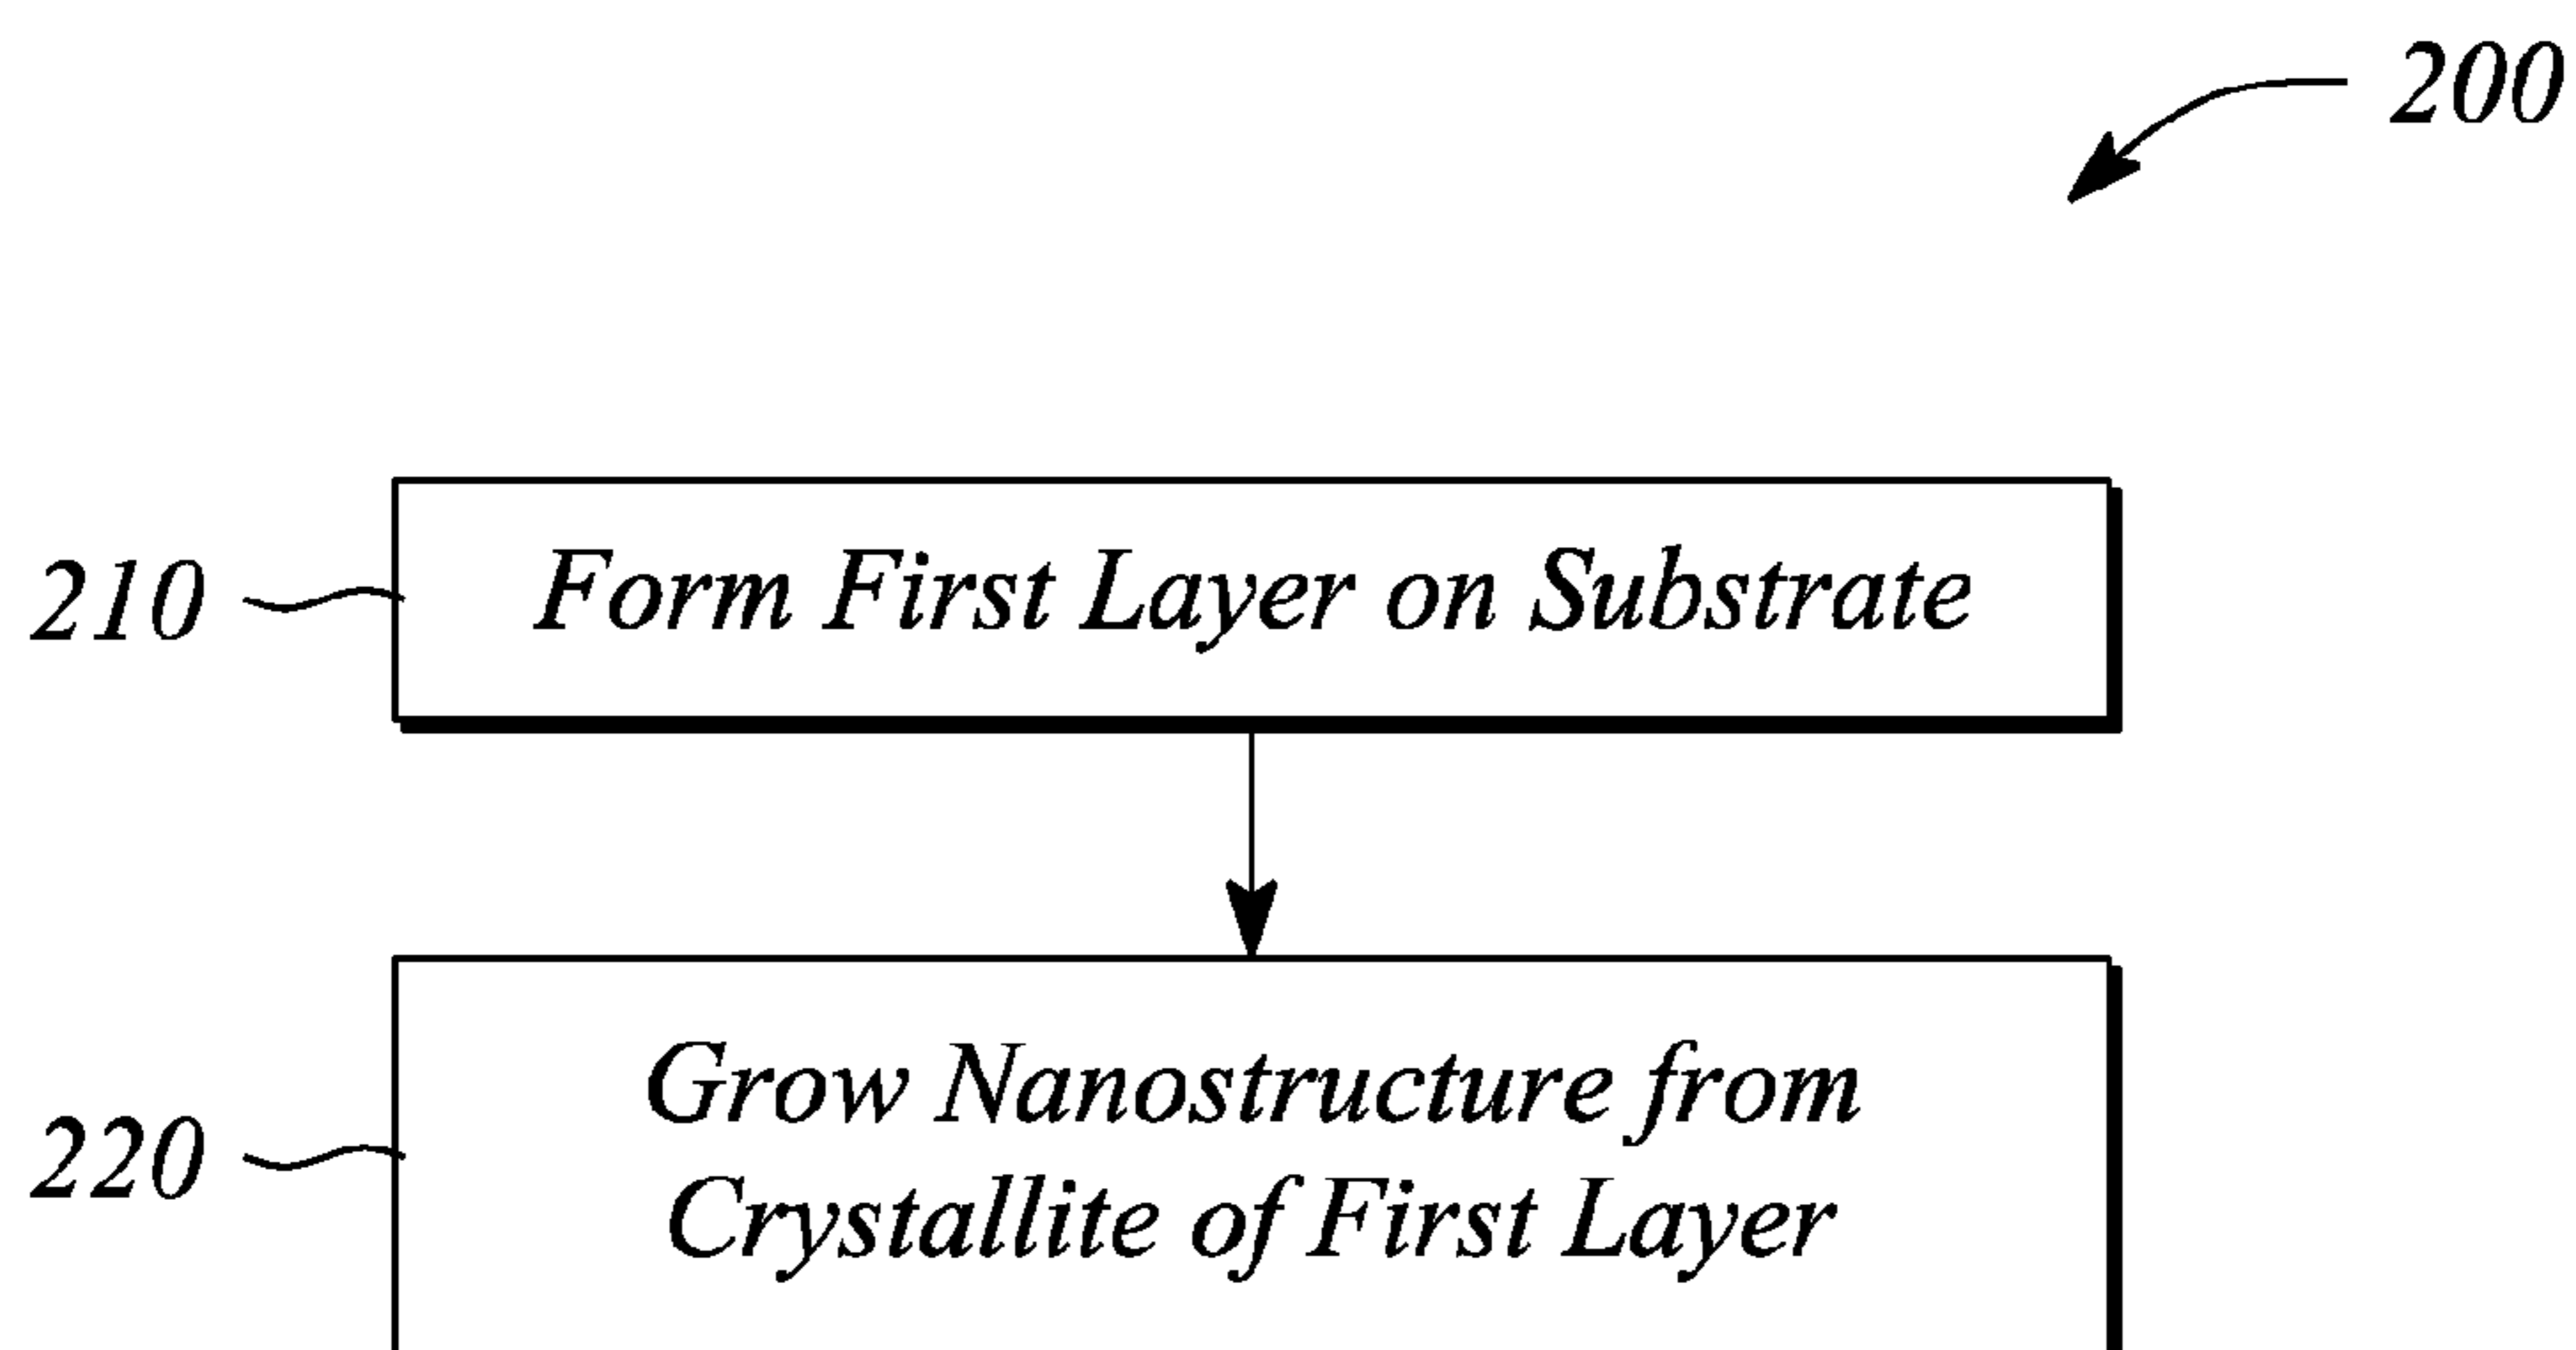 200
210
Form First Layer on Substrate
220
Grow Nanostructure from
Crystallite of First Layer